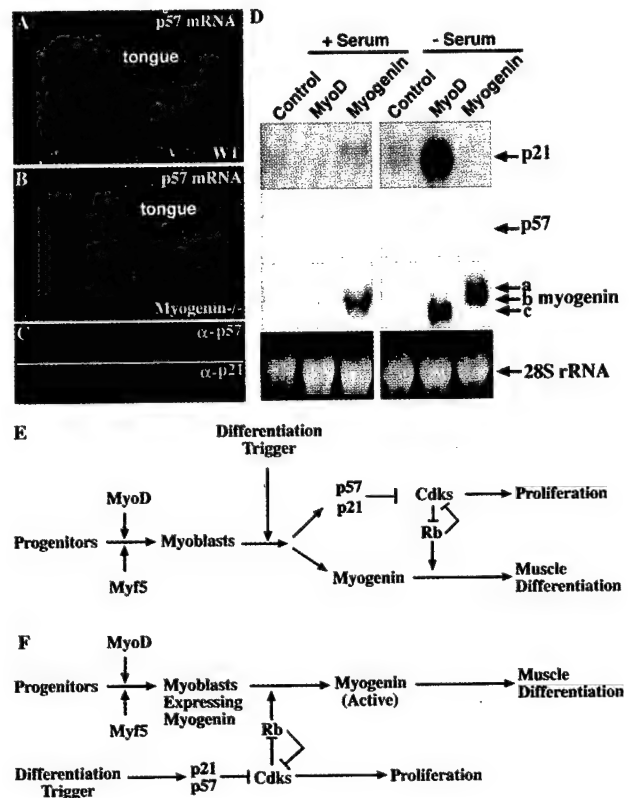 A
p57 mRNA
tongue
WT
B
p57 mRNA
tongue
Myogenin-/-
C
α-p57
α-p21
D
+ Serum
- Serum
Control
MyoD
Myogenin
Control
MyoD
Myogenin
p21
p57
a
b myogenin
c
28S rRNA
E
Differentiation
Trigger
MyoD
p57
p21
Cdks
Proliferation
Progenitors
Myoblasts
Rb
Myf5
Myogenin
Muscle
Differentiation
F
MyoD
Progenitors
Myoblasts
Expressing
Myogenin
Myogenin
(Active)
Muscle
Differentiation
Myf5
Rb
Differentiation
Trigger
p21
p57
Cdks
Proliferation